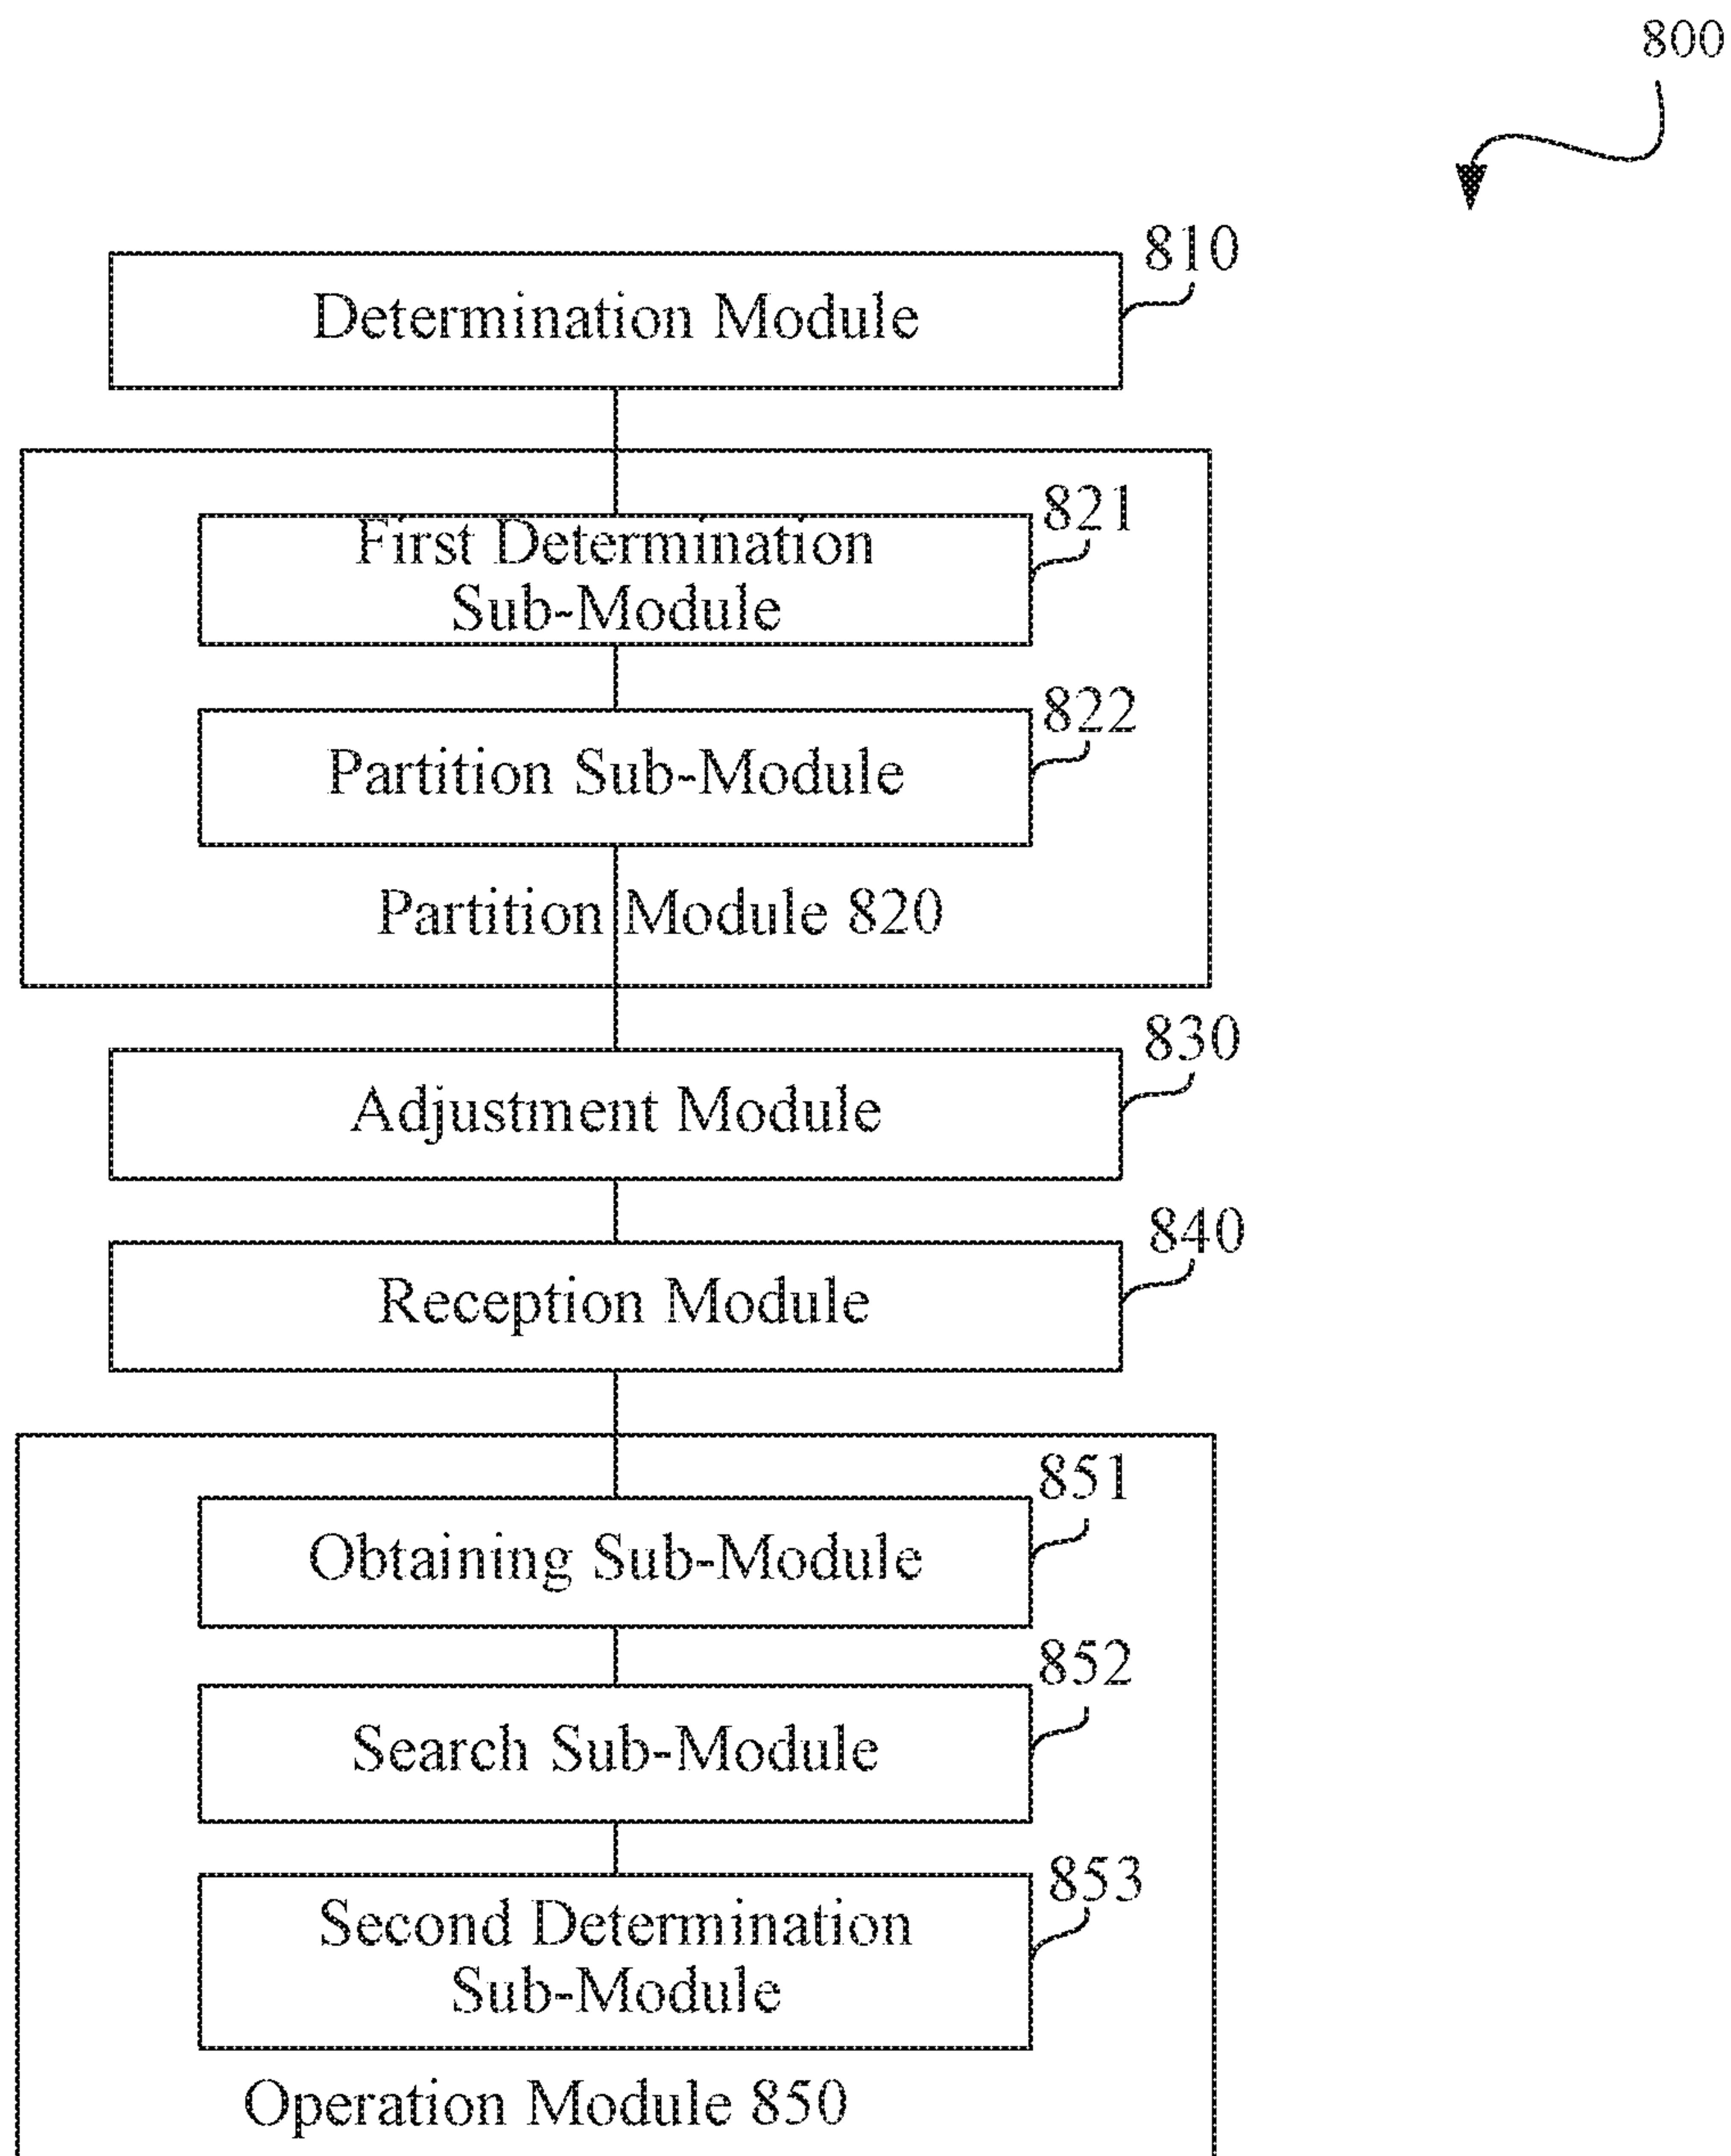 800
810
Determination Module
821
First Determination
Sub-Module
822
Partition Sub-Module
Partition Module 820
830
Adjustment Module
840
Reception Module
851
Obtaining Sub-Module
852
Search Sub-Module
853
Second Determination
Sub-Module
Operation Module 850